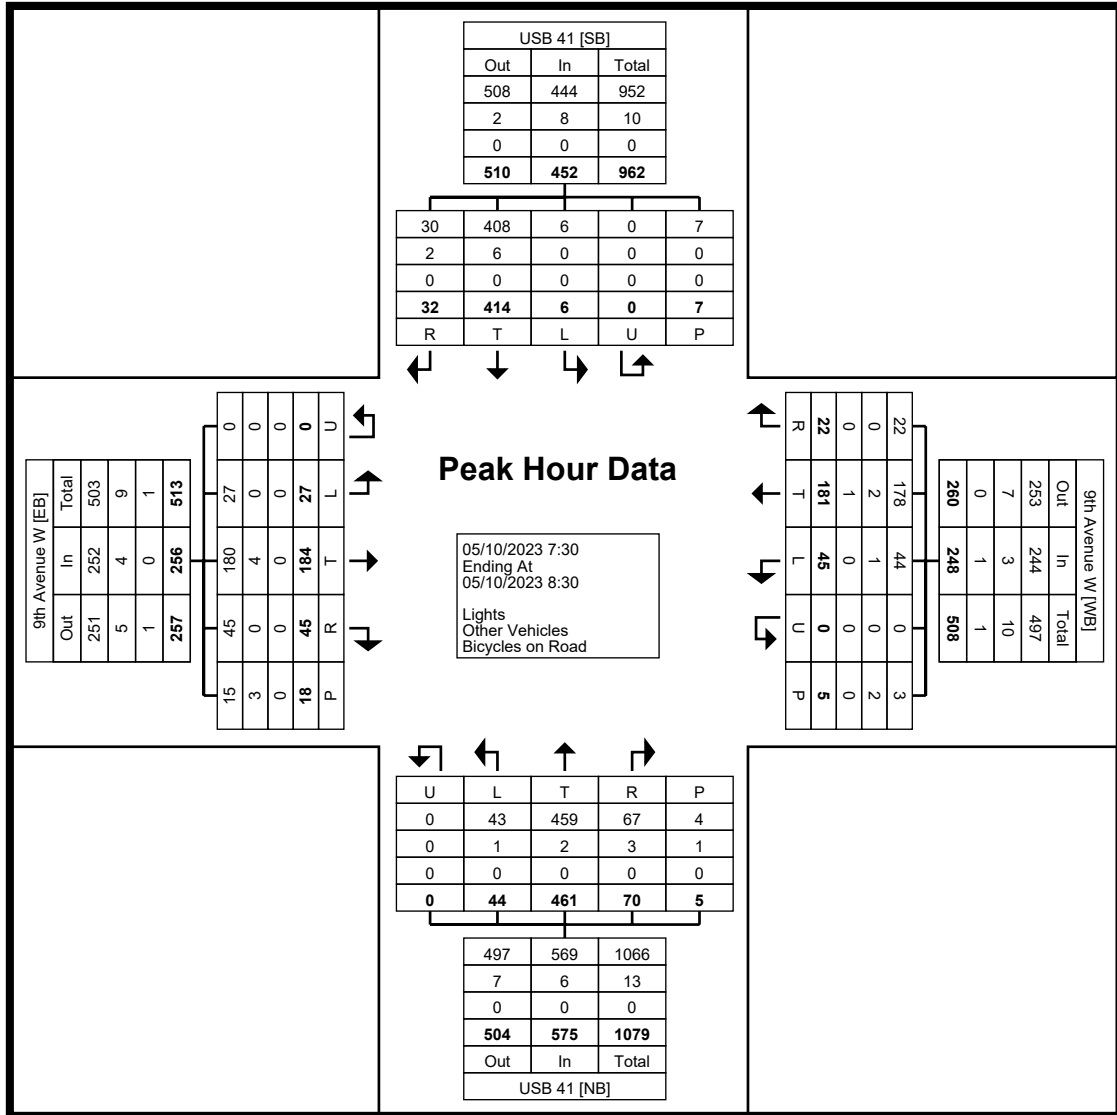 USB 41 [SB]
Out In Total
508 444 952
2 8 10
0 0 0
510 452 962
30 408 6 0 7
2 6 0 0 0
0 0 0 0 0
32 414 6 0 7
R T L U P
9th Avenue W [EB]
Total In Out
503 252 251
9 4 5
1 0 1
513 256 257
0 27 180 45 15
0 0 4 0 3
0 0 0 0 0
0 27 184 45 18
U L T R P
Peak Hour Data
05/10/2023 7:30
Ending At
05/10/2023 8:30
Lights
Other Vehicles
Bicycles on Road
9th Avenue W [WB]
Out In Total
253 244 497
7 3 10
0 1 1
260 248 508
22 178 44 0 3
0 2 1 0 2
0 1 0 0 0
22 181 45 0 5
R T L U P
U L T R P
0 43 459 67 4
0 1 2 3 1
0 0 0 0 0
0 44 461 70 5
497 569 1066
7 6 13
0 0 0
504 575 1079
Out In Total
USB 41 [NB]